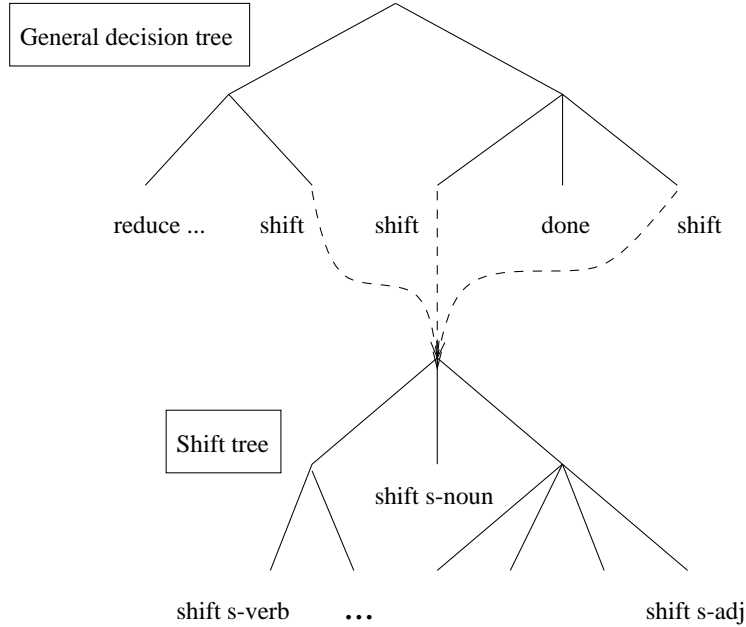 General decision tree
reduce ... shift shift done shift
Shift tree
shift s-noun
shift s-verb ... shift s-adj